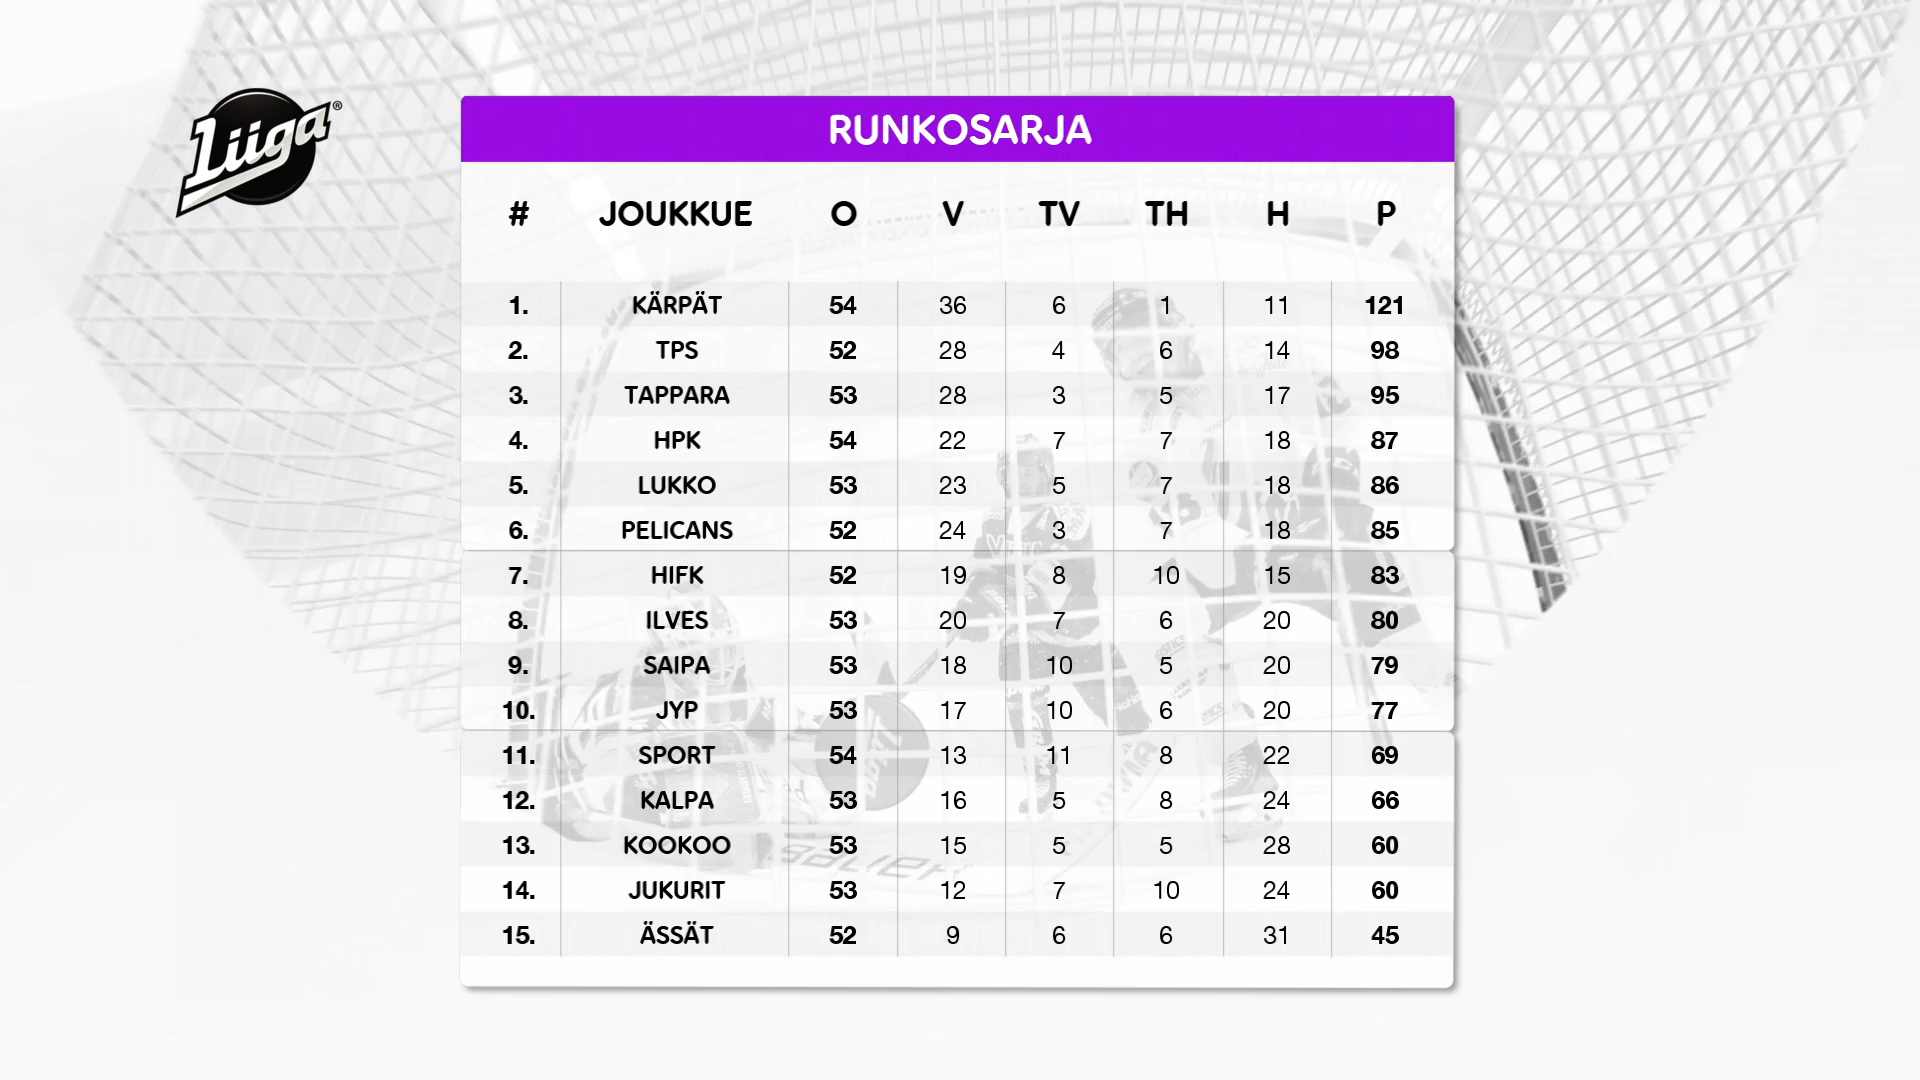 Liiga®
RUNKOSARJA
# JOUKKUE O V TV TH H P
1. KÄRPÄT 54 36 6 1 11 121
2. TPS 52 28 4 6 14 98
3. TAPPARA 53 28 3 5 17 95
4. HPK 54 22 7 7 18 87
5. LUKKO 53 23 5 7 18 86
6. PELICANS 52 24 3 7 18 85
7. HIFK 52 19 8 10 15 83
8. ILVES 53 20 7 6 20 80
9. SAIPA 53 18 10 5 20 79
10. JYP 53 17 10 6 20 77
11. SPORT 54 13 11 8 22 69
12. KALPA 53 16 5 8 24 66
13. KOOKOO 53 15 5 5 28 60
14. JUKURIT 53 12 7 10 24 60
15. ÄSSÄT 52 9 6 6 31 45